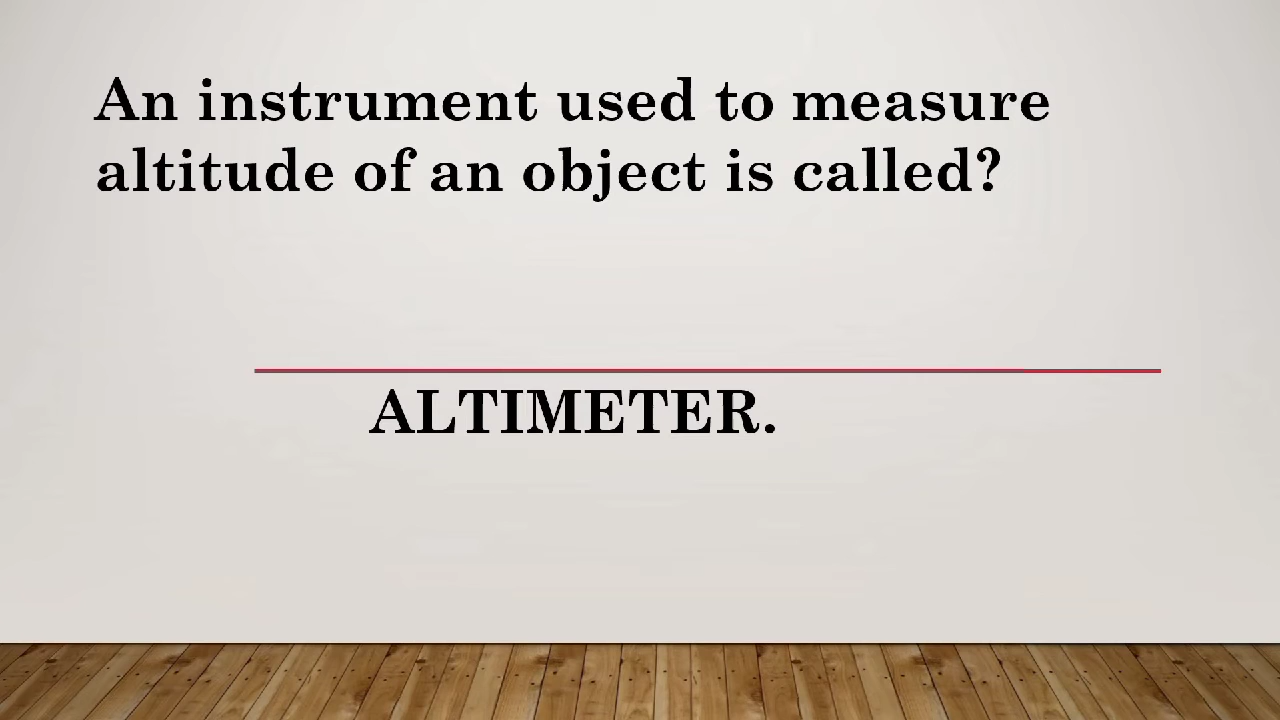 An instrument used to measure
altitude of an object is called?
ALTIMETER.